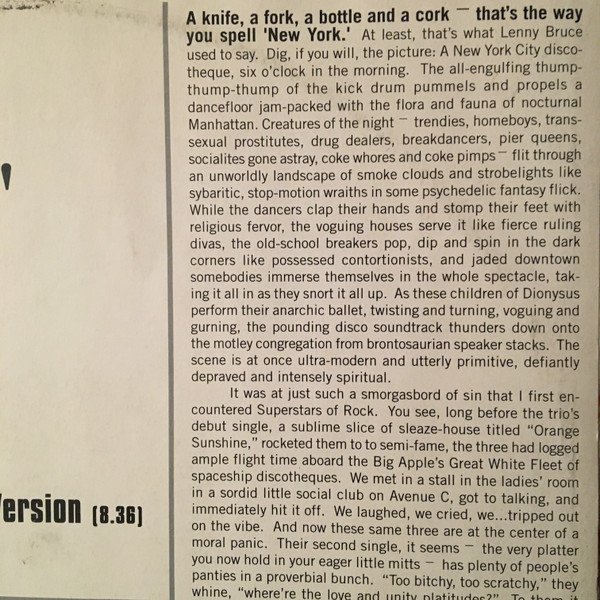 A knife, a fork, a bottle and a cork — that's the way
you spell 'New York.' At least, that's what Lenny Bruce
used to say. Dig, if you will, the picture: A New York City disco-
theque, six o'clock in the morning. The all-engulfing thump-
thump-thump of the kick drum pummels and propels a
dancefloor jam-packed with the flora and fauna of nocturnal
Manhattan. Creatures of the night — trendies, homeboys, trans-
sexual prostitutes, drug dealers, breakdancers, pier queens,
socialites gone astray, coke whores and coke pimps — flit through
an unworldly landscape of smoke clouds and strobelights like
sybaritic, stop-motion wraiths in some psychedelic fantasy flick.
While the dancers clap their hands and stomp their feet with
religious fervor, the voguing houses serve it like fierce ruling
divas, the old-school breakers pop, dip and spin in the dark
corners like possessed contortionists, and jaded downtown
somebodies immerse themselves in the whole spectacle, tak-
ing it all in as they snort it all up. As these children of Dionysus
perform their anarchic ballet, twisting and turning, voguing and
gurning, the pounding disco soundtrack thunders down onto
the motley congregation from brontosaurian speaker stacks. The
scene is at once ultra-modern and utterly primitive, defiantly
depraved and intensely spiritual.
It was at just such a smorgasbord of sin that I first en-
countered Superstars of Rock. You see, long before the trio's
debut single, a sublime slice of sleaze-house titled "Orange
Sunshine," rocketed them to to semi-fame, the three had logged
ample flight time aboard the Big Apple's Great White Fleet of
spaceship discotheques. We met in a stall in the ladies' room
in a sordid little social club on Avenue C, got to talking, and
immediately hit it off. We laughed, we cried, we...tripped out
on the vibe. And now these same three are at the center of a
moral panic. Their second single, it seems — the very platter
you now hold in your eager little mitts — has plenty of people's
panties in a proverbial bunch. "Too bitchy, too scratchy," they
whine, "where're the love and unity platitudes?" To them it
ersion (8.36)